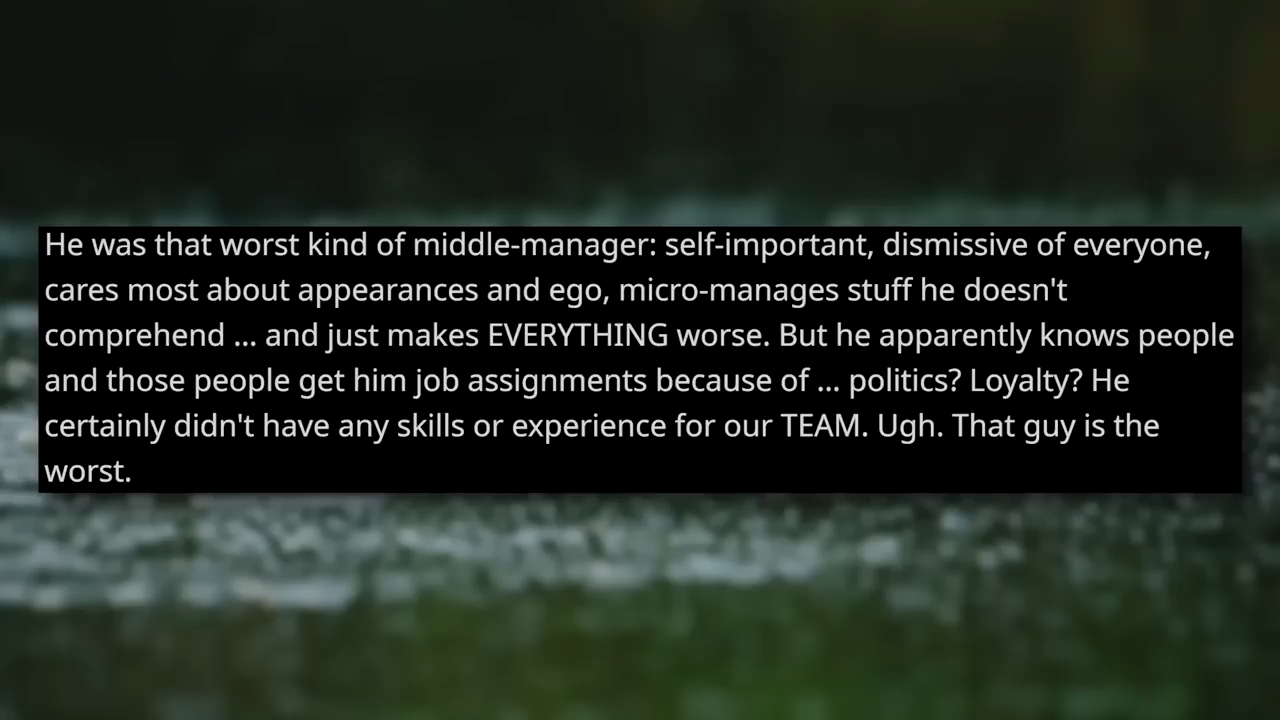 He was that worst kind of middle-manager: self-important, dismissive of everyone,
cares most about appearances and ego, micro-manages stuff he doesn't
comprehend ... and just makes EVERYTHING worse. But he apparently knows people
and those people get him job assignments because of ... politics? Loyalty? He
certainly didn't have any skills or experience for our TEAM. Ugh. That guy is the
worst.